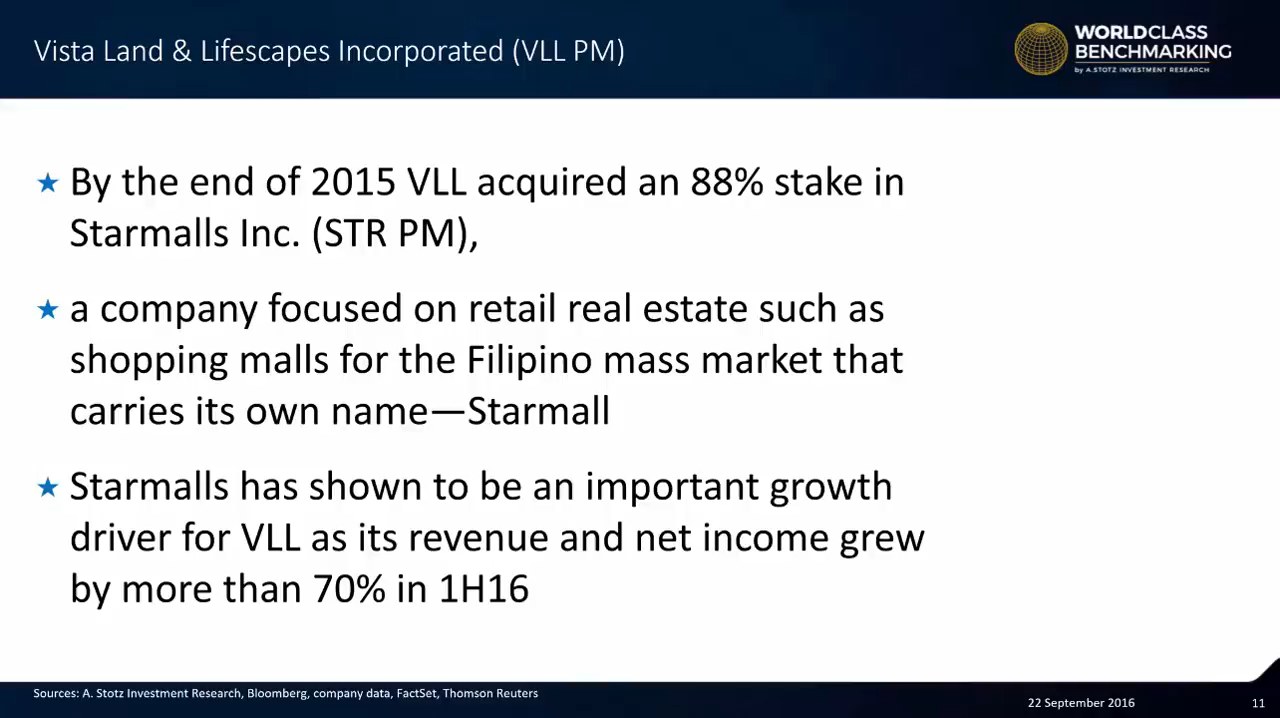 Vista Land & Lifescapes Incorporated (VLL PM)
WORLDCLASS
BENCHMARKING
by A.STOTZ INVESTMENT RESEARCH
By the end of 2015 VLL acquired an 88% stake in
Starmalls Inc. (STR PM),
a company focused on retail real estate such as
shopping malls for the Filipino mass market that
carries its own name—Starmall
Starmalls has shown to be an important growth
driver for VLL as its revenue and net income grew
by more than 70% in 1H16
Sources: A. Stotz Investment Research, Bloomberg, company data, FactSet, Thomson Reuters
22 September 2016
11